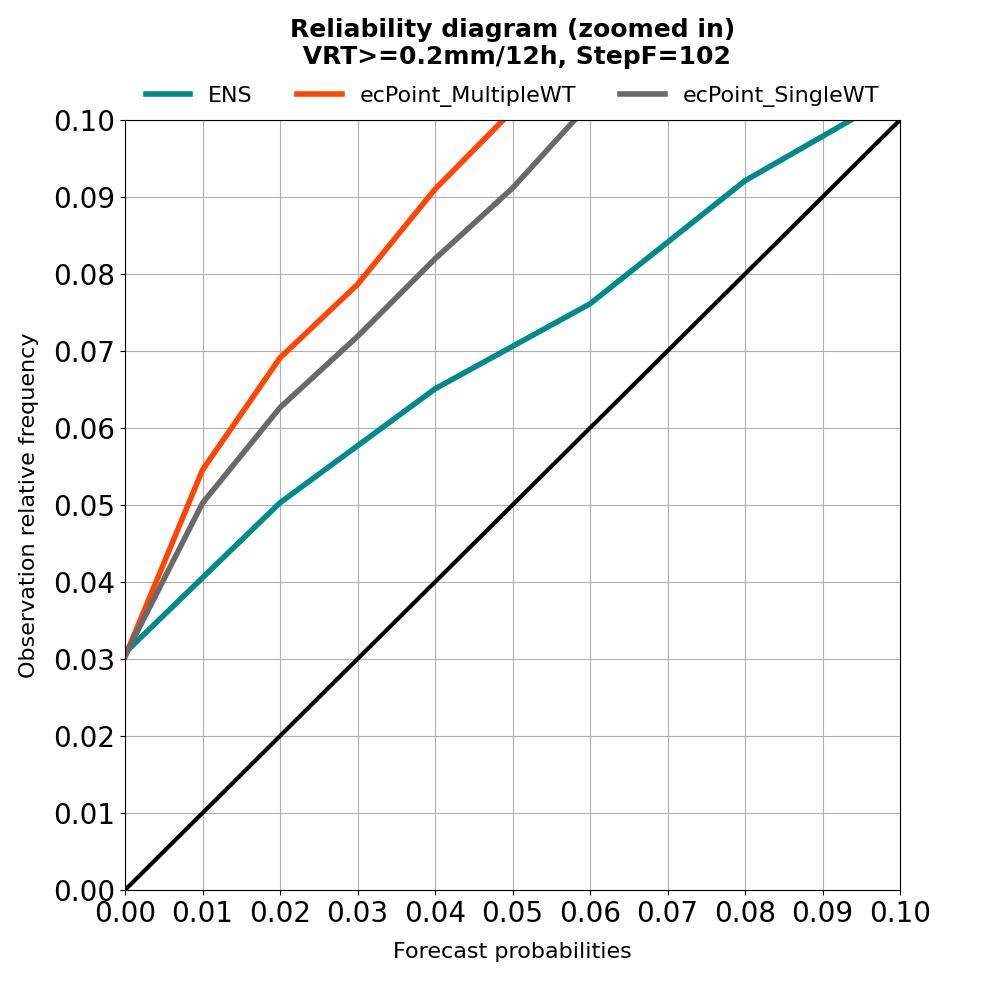 Reliability diagram (zoomed in)
VRT>=0.2mm/12h, StepF=102
ENS ecPoint_MultipleWT ecPoint_SingleWT
0.10
0.09
0.08
0.07
0.06
0.05
0.04
0.03
0.02
0.01
0.00
Observation relative frequency
0.00 0.01 0.02 0.03 0.04 0.05 0.06 0.07 0.08 0.09 0.10
Forecast probabilities